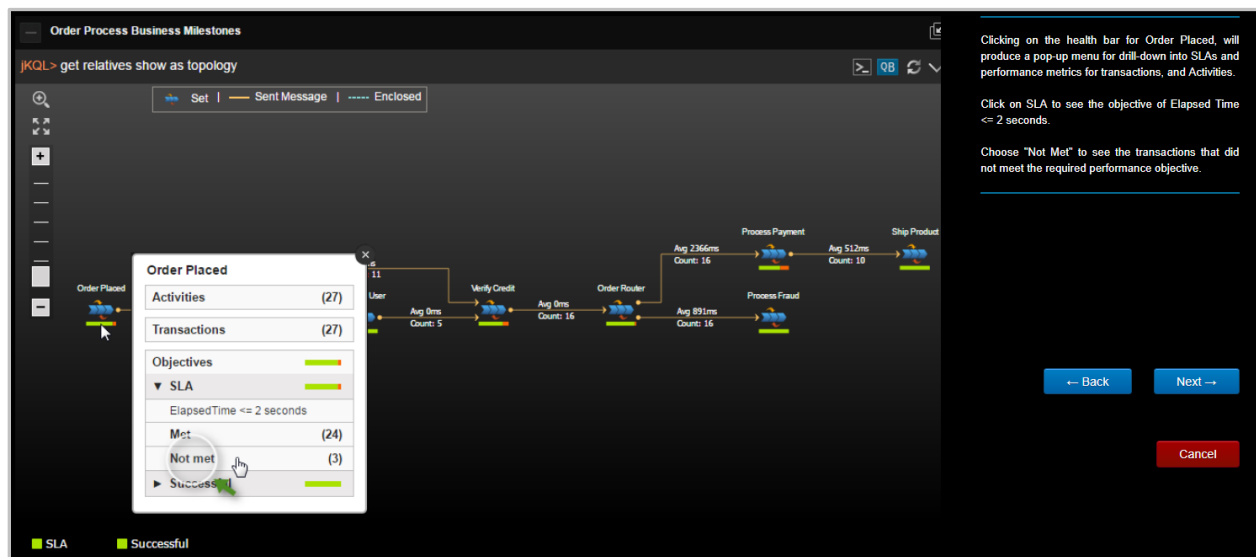 Order Process Business Milestones
jKQL> get relatives show as topology
QB
Set | Sent Message | Enclosed
Clicking on the health bar for Order Placed, will
produce a pop-up menu for drill-down into SLAs and
performance metrics for transactions, and Activities.
Click on SLA to see the objective of Elapsed Time
<= 2 seconds.
Choose "Not Met" to see the transactions that did
not meet the required performance objective.
Order Placed
Order Placed
Activities (27)
Transactions (27)
Objectives
▼ SLA
ElapsedTime <= 2 seconds
Met (24)
Not met (3)
► Successful
11
User
Avg 0ms
Count: 5
Verify Credit
Avg 0ms
Count: 16
Order Router
Avg 2366ms
Count: 16
Process Payment
Avg 512ms
Count: 10
Ship Product
Avg 891ms
Count: 16
Process Fraud
← Back
Next →
Cancel
SLA
Successful